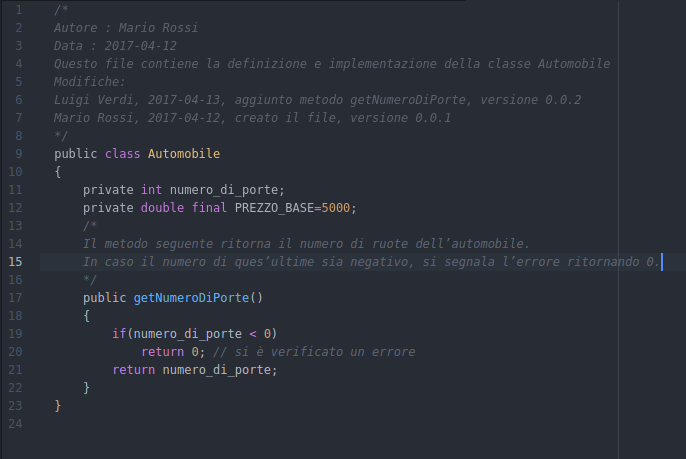 1 /*
2 Autore : Mario Rossi
3 Data : 2017-04-12
4 Questo file contiene la definizione e implementazione della classe Automobile
5 Modifiche:
6 Luigi Verdi, 2017-04-13, aggiunto metodo getNumeroDiPorte, versione 0.0.2
7 Mario Rossi, 2017-04-12, creato il file, versione 0.0.1
8 */
9 public class Automobile
10 {
11     private int numero_di_porte;
12     private double final PREZZO_BASE=5000;
13     /*
14     Il metodo seguente ritorna il numero di ruote dell’automobile.
15     In caso il numero di ques’ultime sia negativo, si segnala l’errore ritornando 0.
16     */
17     public getNumeroDiPorte()
18     {
19         if(numero_di_porte < 0)
20             return 0; // si è verificato un errore
21         return numero_di_porte;
22     }
23 }
24